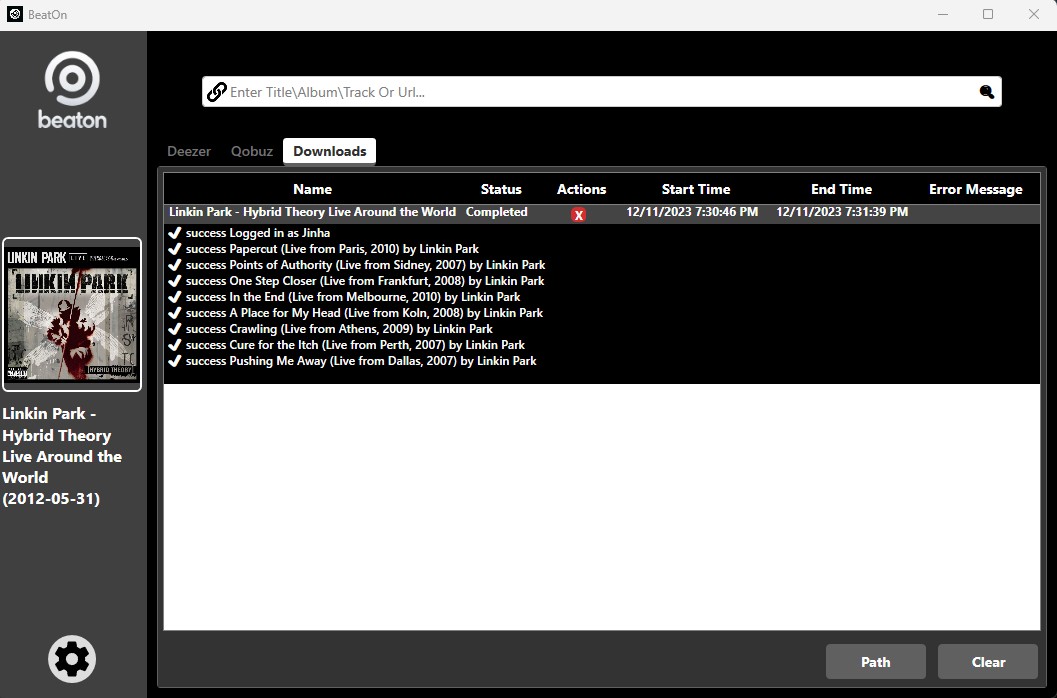 BeatOn
beaton
Enter Title\Album\Track Or Url...
Deezer Qobuz Downloads
Name Status Actions Start Time End Time Error Message
Linkin Park - Hybrid Theory Live Around the World Completed X 12/11/2023 7:30:46 PM 12/11/2023 7:31:39 PM
success Logged in as Jinha
success Papercut (Live from Paris, 2010) by Linkin Park
success Points of Authority (Live from Sidney, 2007) by Linkin Park
success One Step Closer (Live from Frankfurt, 2008) by Linkin Park
success In the End (Live from Melbourne, 2010) by Linkin Park
success A Place for My Head (Live from Koln, 2008) by Linkin Park
success Crawling (Live from Athens, 2009) by Linkin Park
success Cure for the Itch (Live from Perth, 2007) by Linkin Park
success Pushing Me Away (Live from Dallas, 2007) by Linkin Park
LINKIN PARK
LINKIN PARK
HYBRID THEORY
Linkin Park -
Hybrid Theory
Live Around the
World
(2012-05-31)
Path Clear